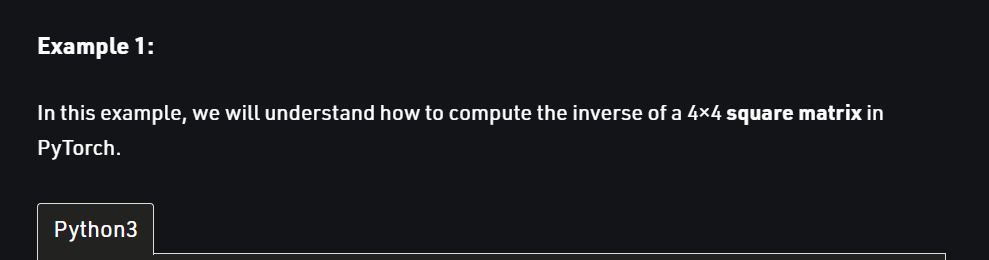 Example 1:
In this example, we will understand how to compute the inverse of a 4×4 square matrix in
PyTorch.
Python3